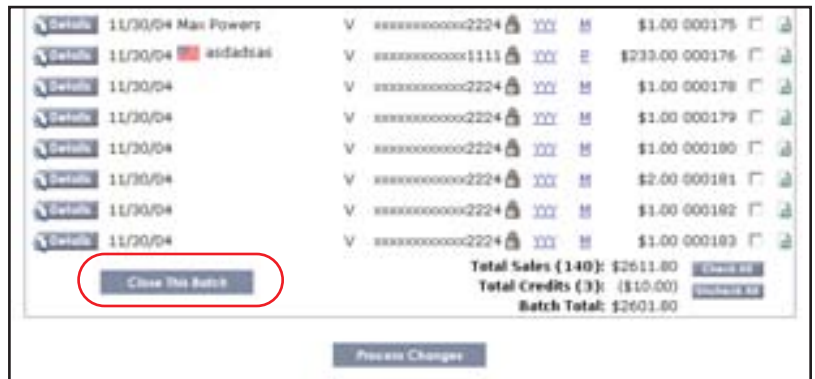 Details 11/30/04 Max Powers V xxxxxxxxxxxx2224 YYY M $1.00 000175
Details 11/30/04 asdadsas V xxxxxxxxxxxx1111 YYY P $233.00 000176
Details 11/30/04 V xxxxxxxxxxxx2224 YYY M $1.00 000178
Details 11/30/04 V xxxxxxxxxxxx2224 YYY M $1.00 000179
Details 11/30/04 V xxxxxxxxxxxx2224 YYY M $1.00 000180
Details 11/30/04 V xxxxxxxxxxxx2224 YYY M $2.00 000181
Details 11/30/04 V xxxxxxxxxxxx2224 YYY M $1.00 000182
Details 11/30/04 V xxxxxxxxxxxx2224 YYY M $1.00 000183
Total Sales (140): $2611.80 Check All
Close This Batch
Total Credits (3): ($10.00) Uncheck All
Batch Total: $2601.80
Process Changes